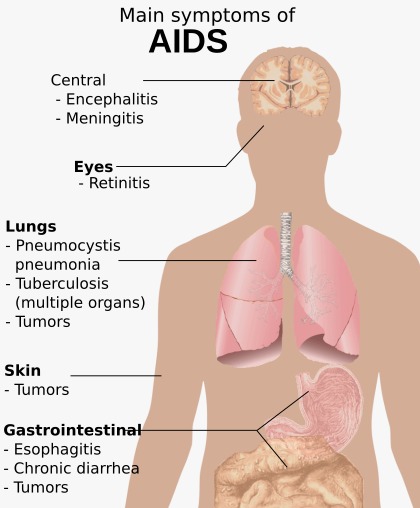 Main symptoms of
AIDS
Central
- Encephalitis
- Meningitis
Eyes
- Retinitis
Lungs
- Pneumocystis
pneumonia
- Tuberculosis
(multiple organs)
- Tumors
Skin
- Tumors
Gastrointestinal
- Esophagitis
- Chronic diarrhea
- Tumors